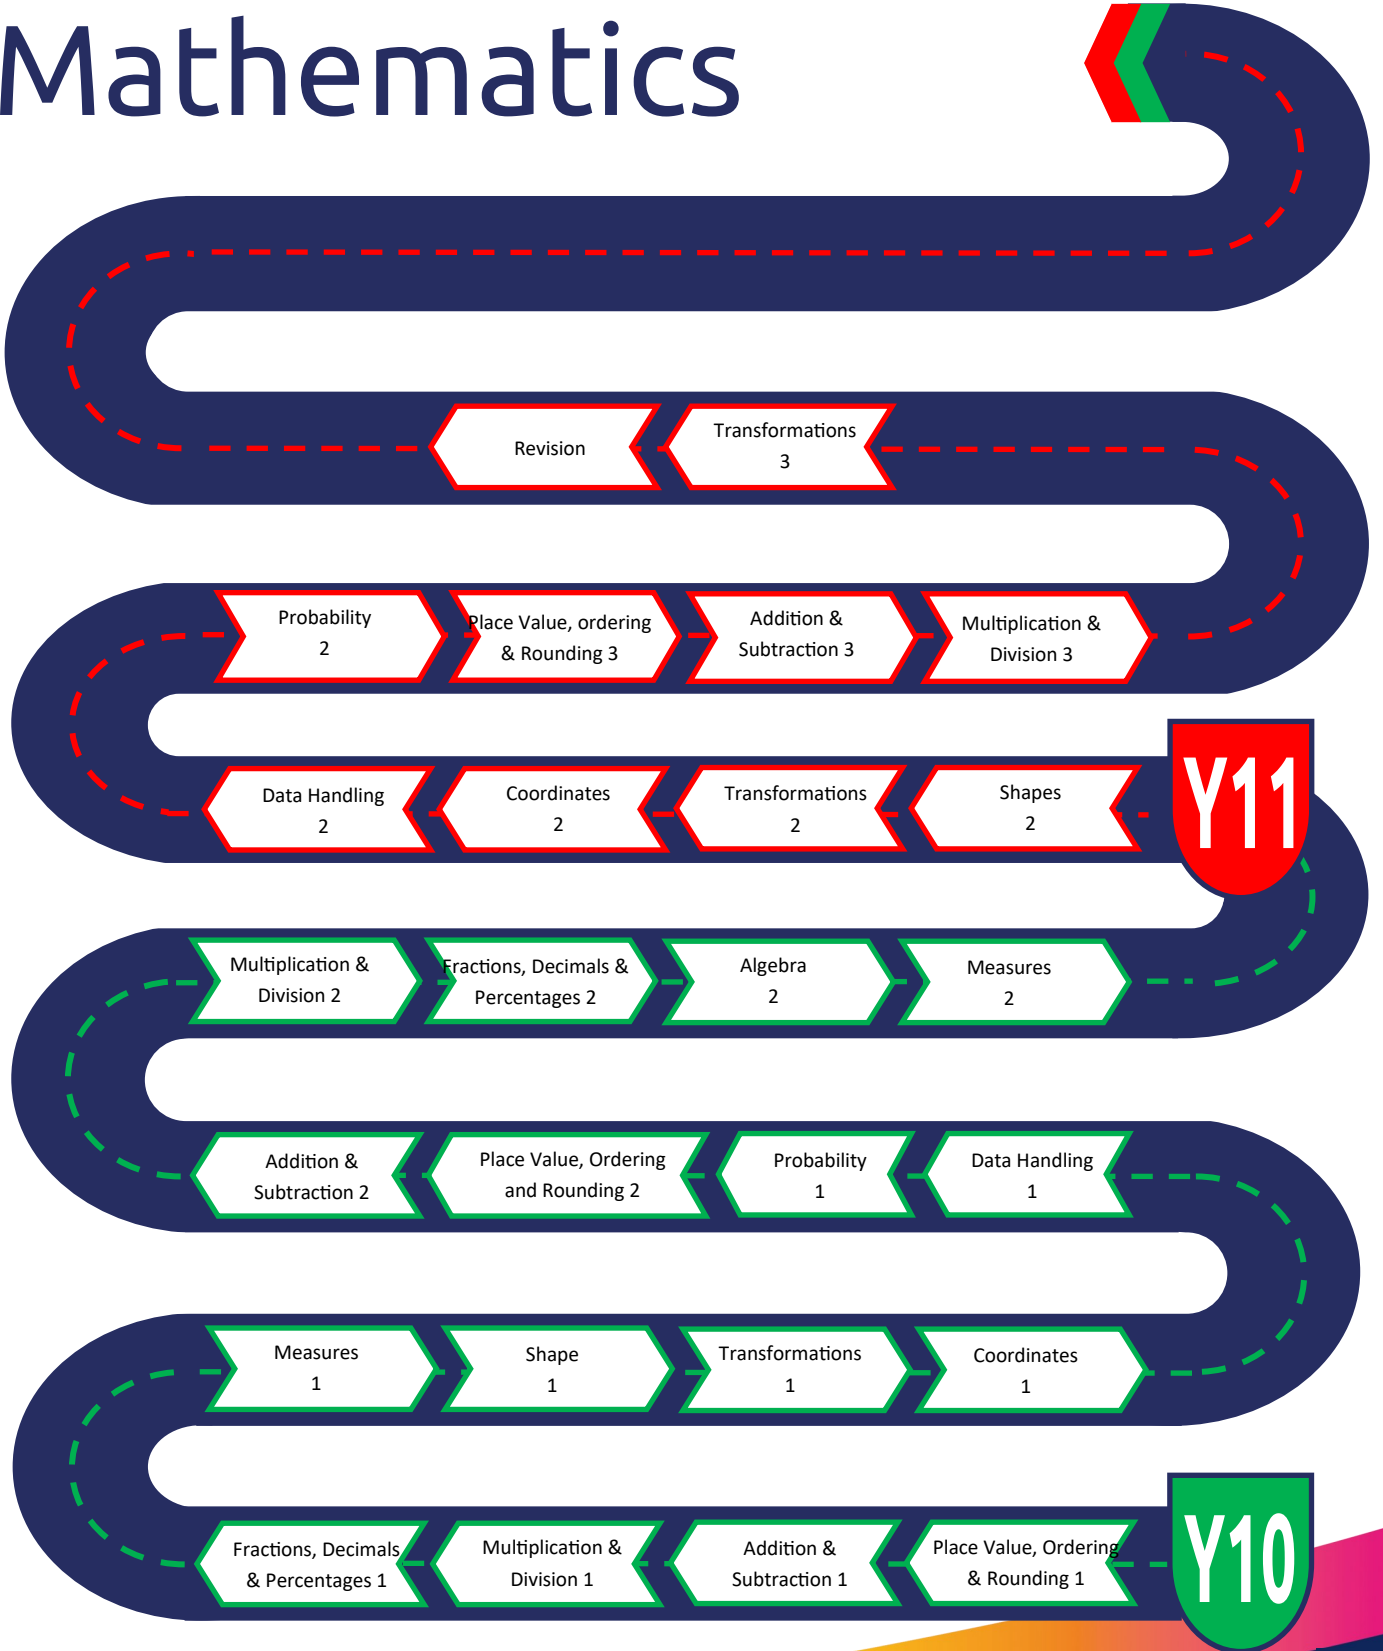 Mathematics
Revision
Transformations
3
Probability
2
Place Value, ordering
& Rounding 3
Addition &
Subtraction 3
Multiplication &
Division 3
Data Handling
2
Coordinates
2
Transformations
2
Shapes
2
Y11
Multiplication &
Division 2
Fractions, Decimals &
Percentages 2
Algebra
2
Measures
2
Addition &
Subtraction 2
Place Value, Ordering
and Rounding 2
Probability
1
Data Handling
1
Measures
1
Shape
1
Transformations
1
Coordinates
1
Fractions, Decimals
& Percentages 1
Multiplication &
Division 1
Addition &
Subtraction 1
Place Value, Ordering
& Rounding 1
Y10